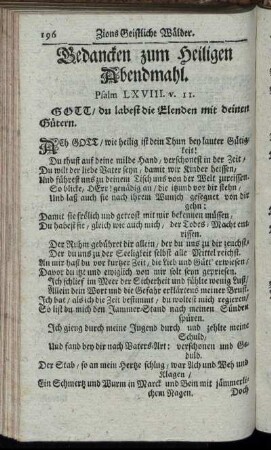 196 Zions Geistliche Wälder.
Gedancken zum Heiligen
Abendmahl.
Psalm LXVIII. v. 11.
GOTT, du labest die Elenden mit deinen
Gütern.
Ach GOTT, wie heilig ist dein Thun bey lauter Gütig-
keit!
Du thust auf deine milde Hand, verschonest in der Zeit,
Du wilt der liebe Vater seyn, damit wir Kinder heissen,
Und führest uns zu deinem Tisch uns von der Welt zureissen.
So blicke, HErr! genädig an, die itzund vor dir stehn,
Und laß auch sie nach ihrem Wunsch gesegnet von dir
gehn:
Damit sie frölich und getrost mit wir bekennen müssen,
Du habest sie, gleich wie auch mich, der Todes-Macht ent-
rissen.
Der Ruhm gebühret dir allein, der du uns zu dir zeuchst,
Der du uns zu der Seeligkeit selbst alle Mittel reichst.
An mir hast du vor kurtzer Zeit, die Lieb und Gütt' erwiesen,
Davor du itzt und ewiglich von mir solt seyn gepriesen.
Ich schlief im Meer der Sicherheit und fühlte wenig Lust,
Allein dein Wort und die Gefahr erklärens meiner Brust,
Ich bat, als ich die Zeit bestimmt, du woltest mich regieren,
So list du mich den Jammer-Stand nach meinen Sünden
spüren.
Ich gieng durch meine Jugend durch und zehlte meine
Schuld,
Und fand bey dir nach Vaters-Art: verschonen und Ge-
duld.
Der Stab, so an mein Hertze schlug, war Ach und Weh und
Klagen,
Ein Schmertz und Wurm in Marck und Bein mit jämmerli-
chem Nagen.
Doch